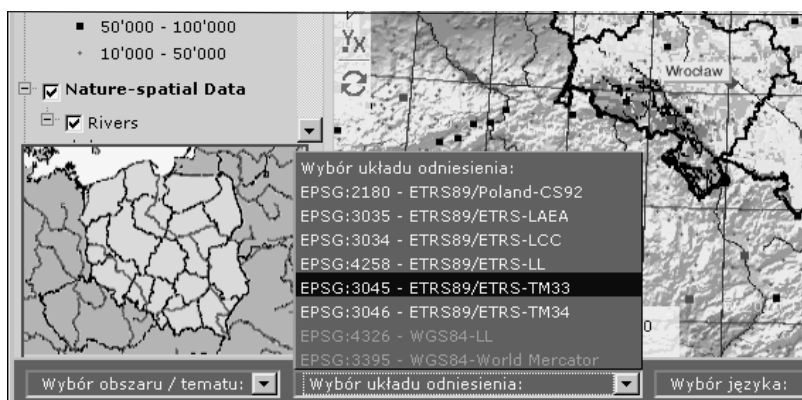 50'000 - 100'000
10'000 - 50'000
Nature-spatial Data
Rivers
Yx
Wrocław
Wybór układu odniesienia:
EPSG:2180 - ETRS89/Poland-CS92
EPSG:3035 - ETRS89/ETRS-LAEA
EPSG:3034 - ETRS89/ETRS-LCC
EPSG:4258 - ETRS89/ETRS-LL
EPSG:3045 - ETRS89/ETRS-TM33
EPSG:3046 - ETRS89/ETRS-TM34
EPSG:4326 - WGS84-LL
EPSG:3395 - WGS84-World Mercator
0
Wybór obszaru / tematu:
Wybór układu odniesienia:
Wybór języka: